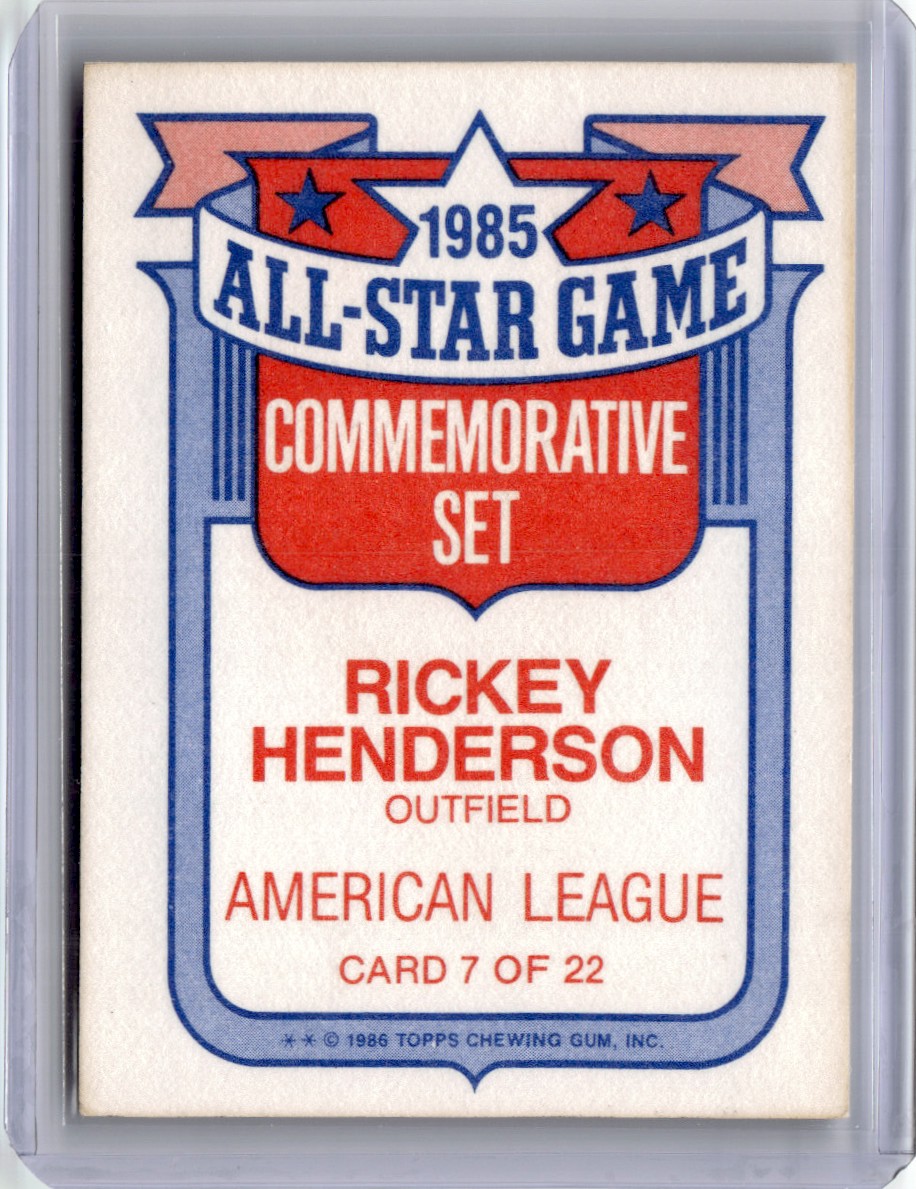 1985
ALL-STAR GAME
COMMEMORATIVE
SET
RICKEY
HENDERSON
OUTFIELD
AMERICAN LEAGUE
CARD 7 OF 22
** © 1986 TOPPS CHEWING GUM, INC.